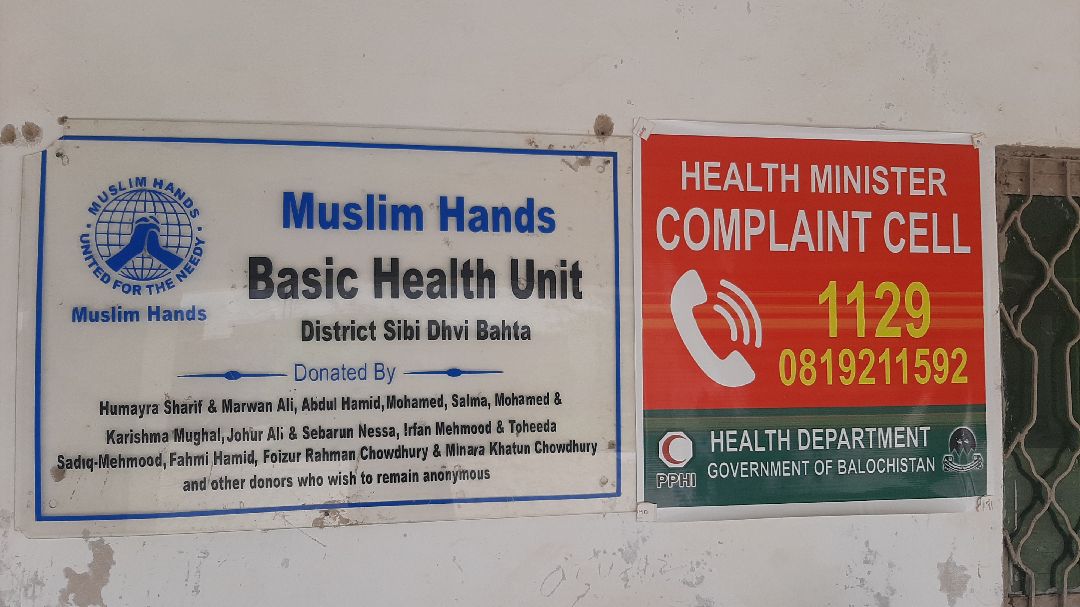 MUSLIM HANDS
UNITED FOR THE NEEDY
Muslim Hands
Muslim Hands
Basic Health Unit
District Sibi Dhvi Bahta
Donated By
Humayra Sharif & Marwan Ali, Abdul Hamid, Mohamed, Salma, Mohamed &
Karishma Mughal, Johur Ali & Sebarun Nessa, Irfan Mehmood & Tpheeda
Sadıq-Mehmood, Fahmi Hamid, Foizur Rahman Chowdhury & Minara Khatun Chowdhury
and other donors who wish to remain anonymous
HEALTH MINISTER
COMPLAINT CELL
1129
0819211592
PPHI
HEALTH DEPARTMENT
GOVERNMENT OF BALOCHISTAN